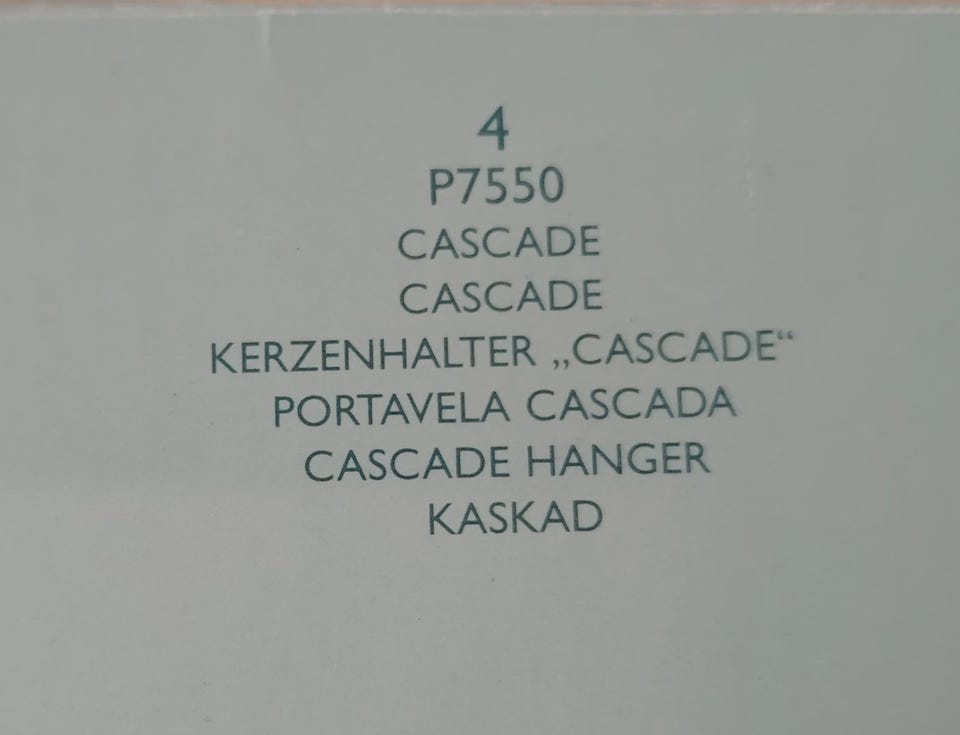 4
P7550
CASCADE
CASCADE
KERZENHALTER „CASCADE“
PORTAVELA CASCADA
CASCADE HANGER
KASKAD